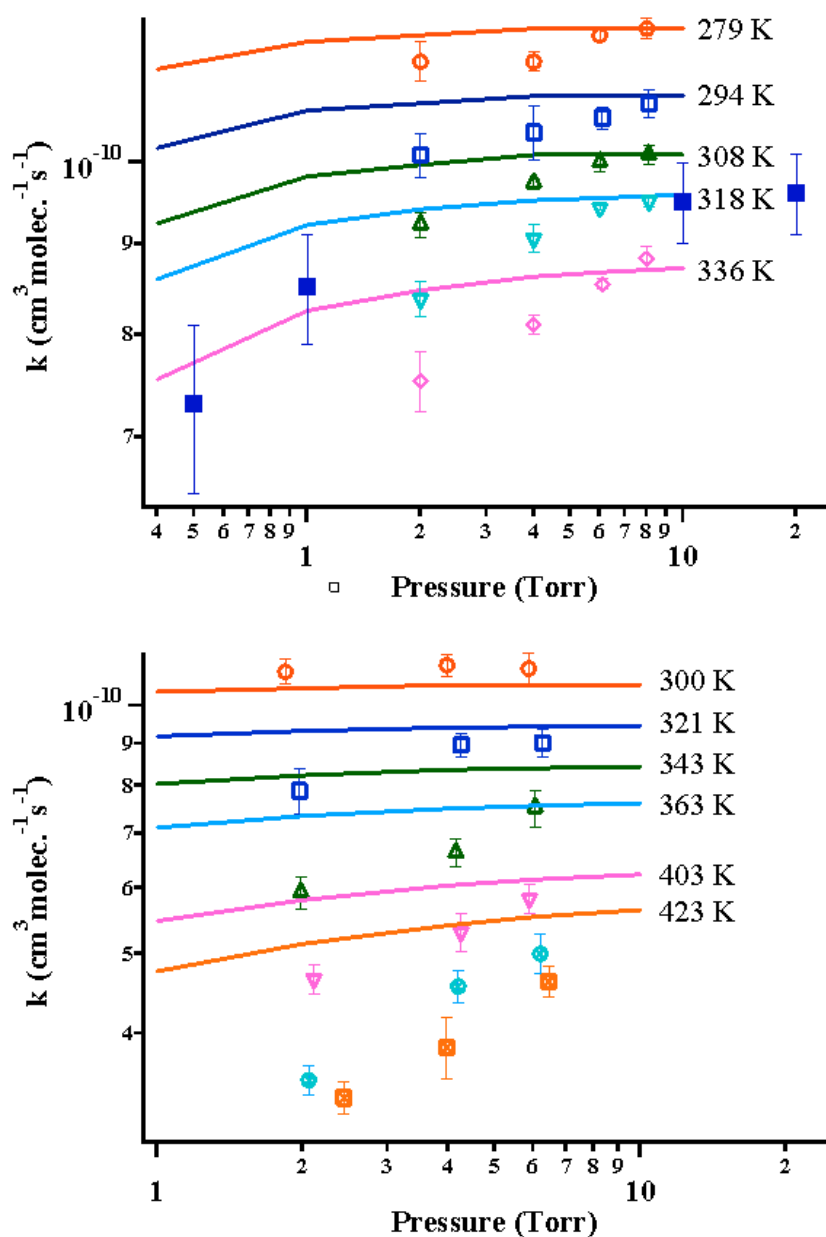 279 K
294 K
10⁻¹⁰
308 K
318 K
9
336 K
8
7
k (cm³ molec.⁻¹s⁻¹)
4 5 6 7 8 9 2 3 4 5 6 7 8 9 2
1 10
Pressure (Torr)
300 K
10⁻¹⁰
321 K
9
343 K
8
363 K
7
403 K
6
423 K
5
4
k (cm³ molec.⁻¹s⁻¹)
2 3 4 5 6 7 8 9 2
1 10
Pressure (Torr)